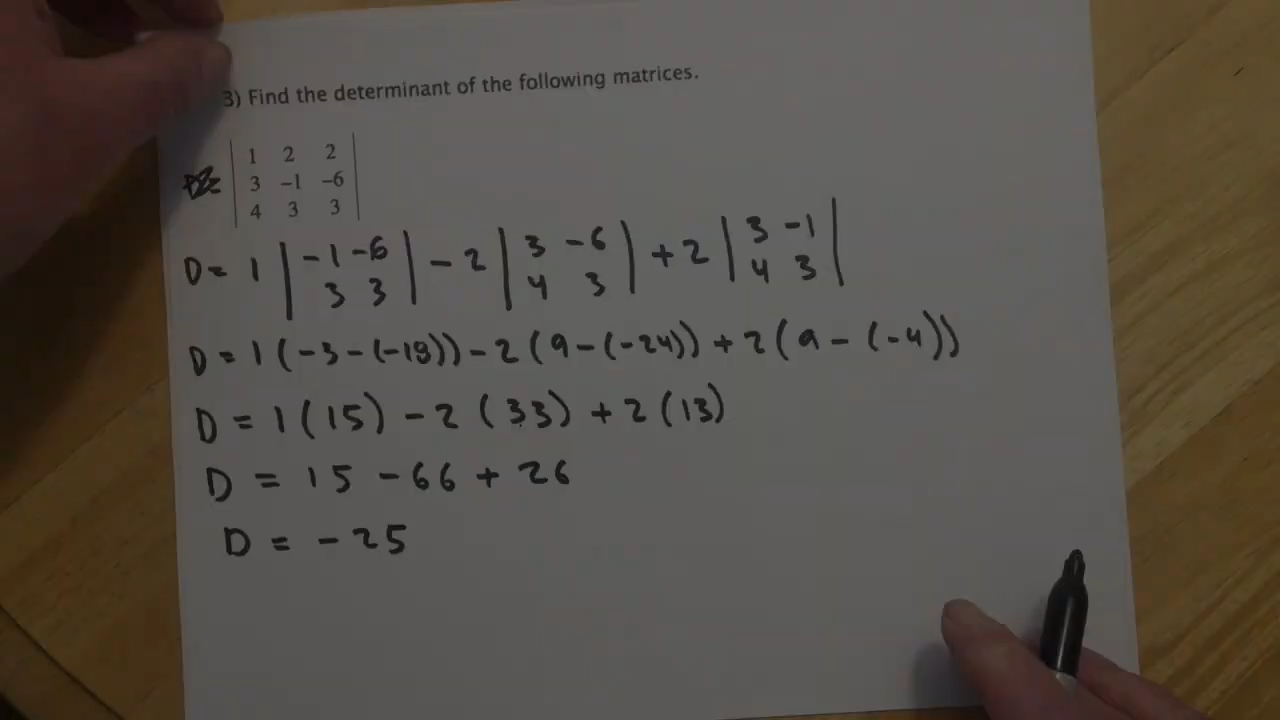 3) Find the determinant of the following matrices.
| 1 2 2 |
| 3 -1 -6 |
| 4 3 3 |
D = 1 | -1 -6 | - 2 | 3 -6 | + 2 | 3 -1 |
| 3 3 | | 4 3 | | 4 3 |
D = 1 ( -3 - (-18)) - 2 ( 9 - (-24)) + 2 ( 9 - (-4))
D = 1 ( 15 ) - 2 ( 33 ) + 2 ( 13 )
D = 15 - 66 + 26
D = - 25